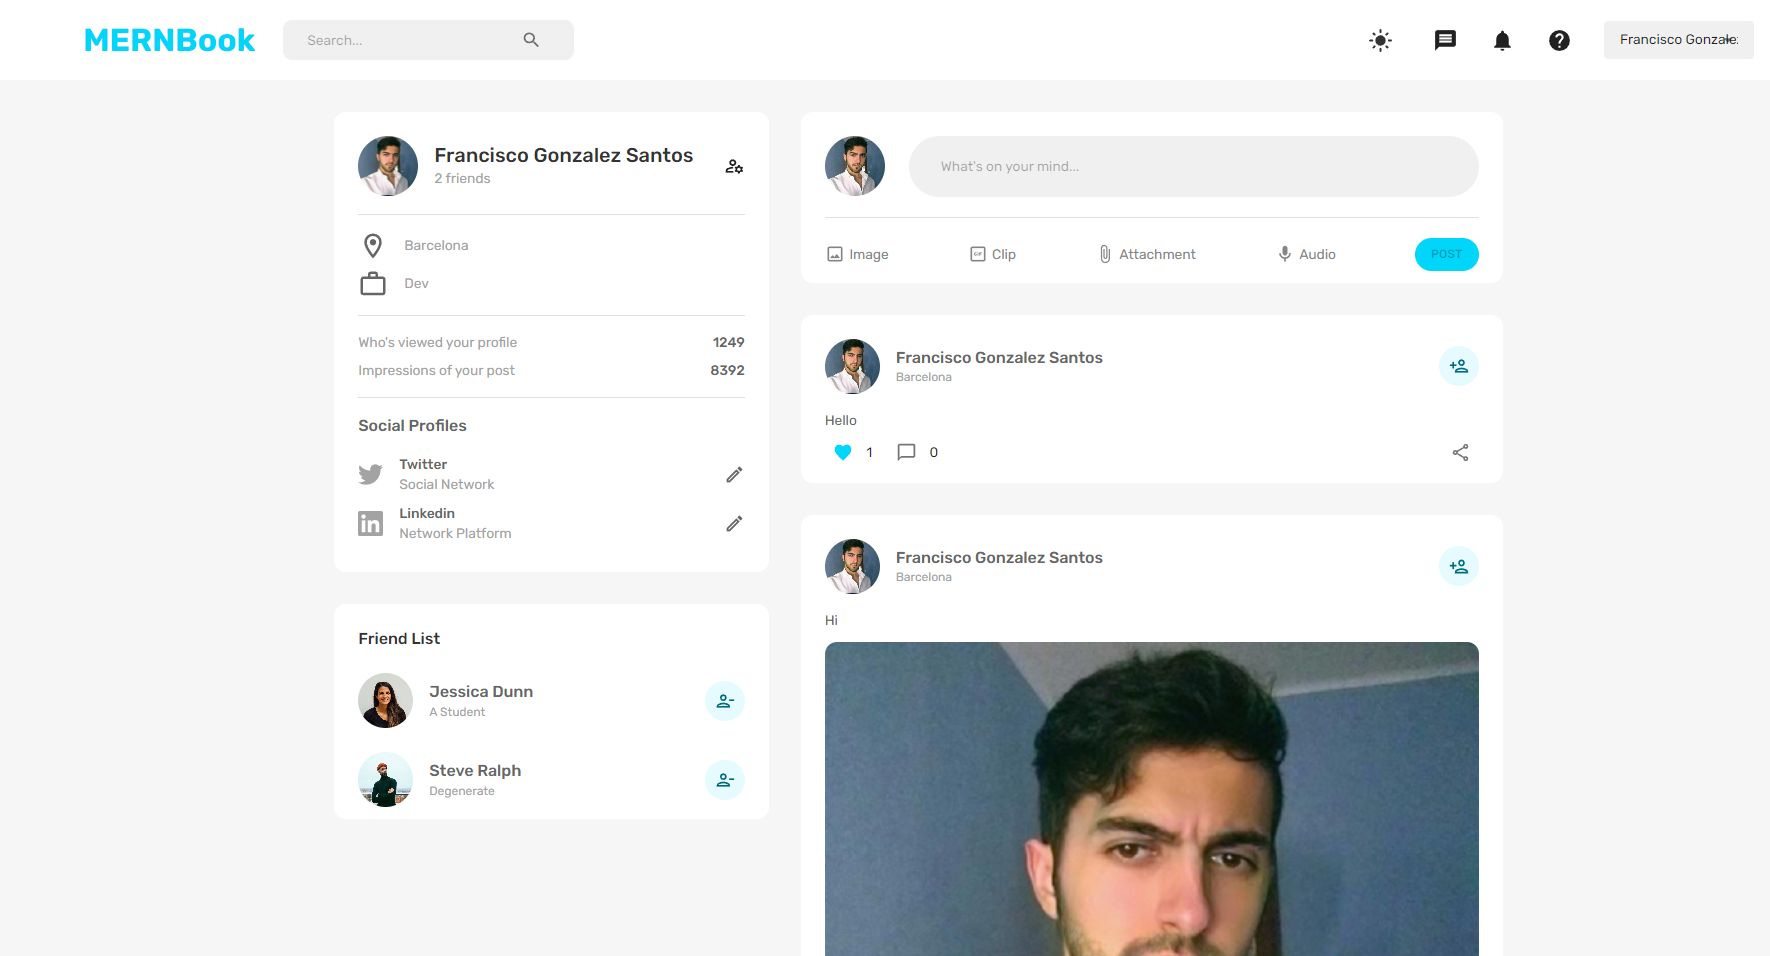 MERNBook
Search...
Francisco Gonzalez
Francisco Gonzalez Santos
2 friends
Barcelona
Dev
Who's viewed your profile 1249
Impressions of your post 8392
Social Profiles
Twitter
Social Network
Linkedin
Network Platform
Friend List
Jessica Dunn
A Student
Steve Ralph
Degenerate
What's on your mind...
Image Clip Attachment Audio POST
Francisco Gonzalez Santos
Barcelona
Hello
1 0
Francisco Gonzalez Santos
Barcelona
Hi